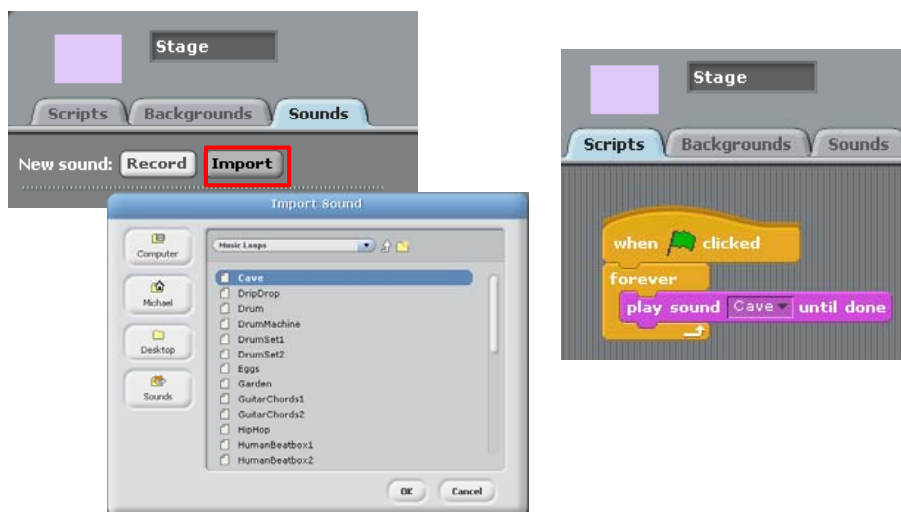 Stage
Scripts Backgrounds Sounds
New sound: Record Import
Import Sound
Computer
Michael
Desktop
Sounds
Music Loops
Cave
DripDrop
Drum
DrumMachine
DrumSet1
DrumSet2
Eggs
Garden
GuitarChords1
GuitarChords2
HipHop
HumanBeatbox1
HumanBeatbox2
OK Cancel
Stage
Scripts Backgrounds Sounds
when clicked
forever
play sound Cave until done